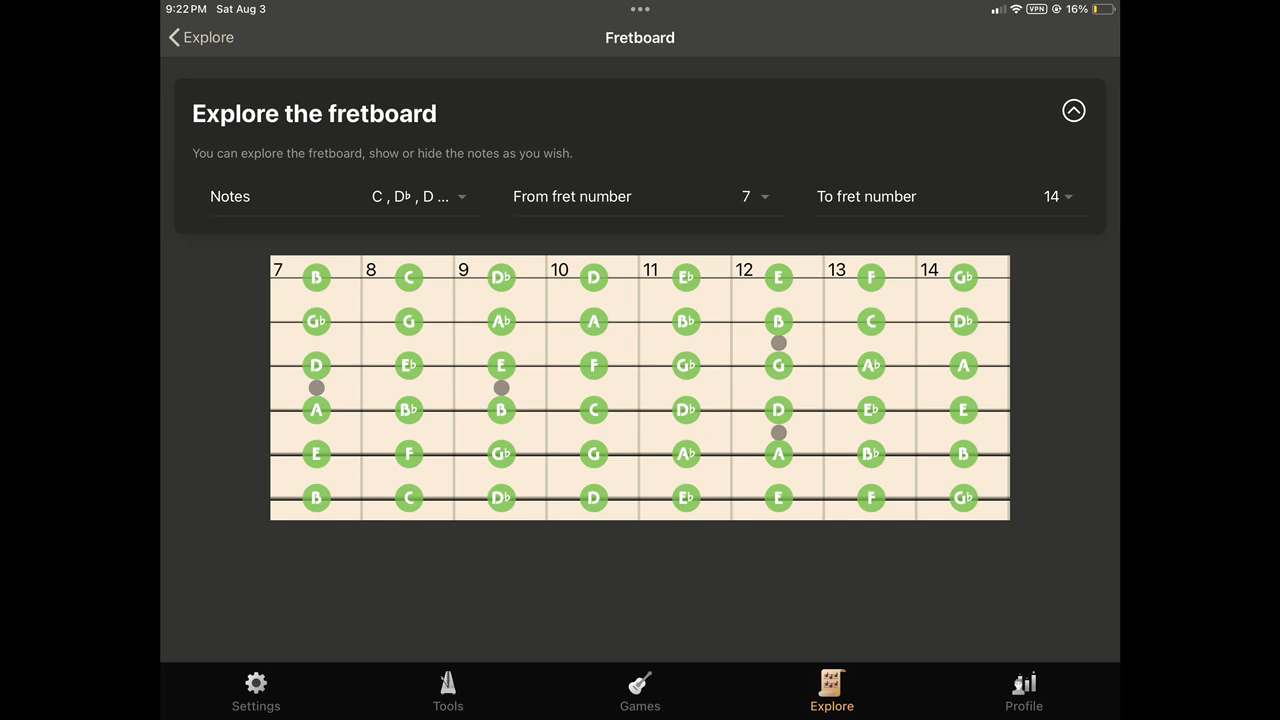 9:22 PM Sat Aug 3 VPN 16%
Explore Fretboard
Explore the fretboard
You can explore the fretboard, show or hide the notes as you wish.
Notes C , D♭ , D ... From fret number 7 To fret number 14
7 8 9 10 11 12 13 14
B C D♭ D E♭ E F G♭
G♭ G A♭ A B♭ B C D♭
D E♭ E F G♭ G A♭ A
A B♭ B C D♭ D E♭ E
E F G♭ G A♭ A B♭ B
B C D♭ D E♭ E F G♭
Settings Tools Games Explore Profile